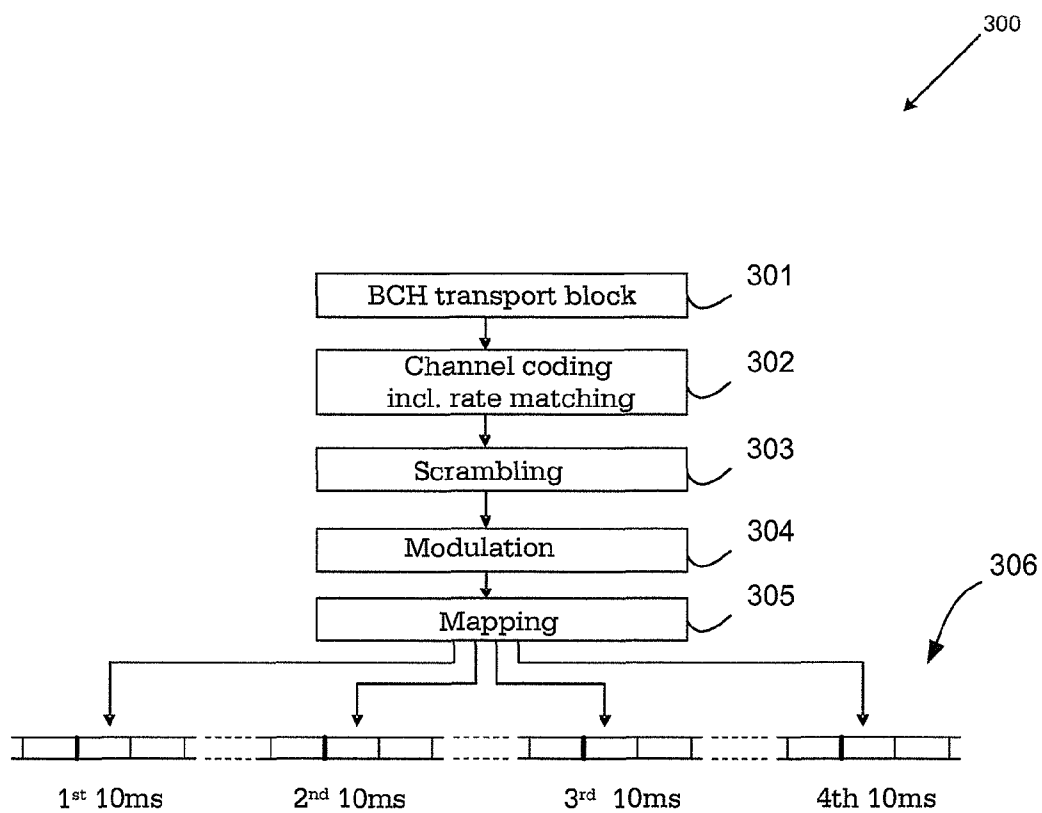 300
BCH transport block
301
Channel coding
incl. rate matching
302
Scrambling
303
Modulation
304
Mapping
305
306
1st 10ms
2nd 10ms
3rd 10ms
4th 10ms